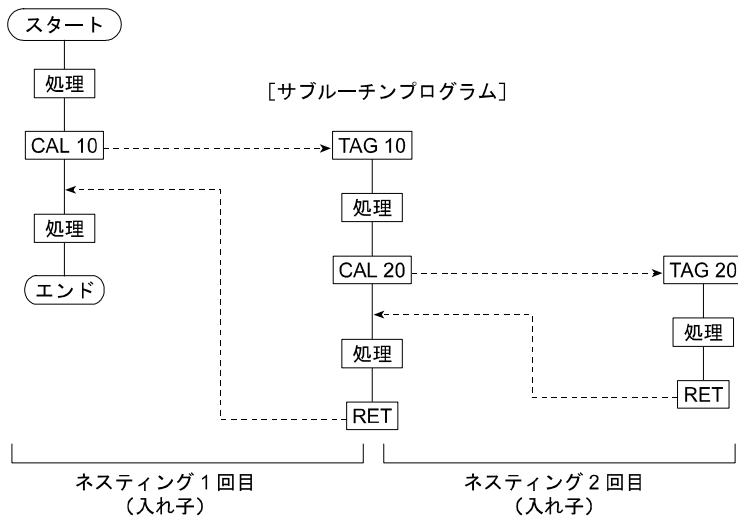 スタート
処理
[サブルーチンプログラム]
CAL 10
TAG 10
処理
処理
CAL 20
TAG 20
エンド
処理
処理
RET
RET
ネスティング 1 回目
(入れ子)
ネスティング 2 回目
(入れ子)